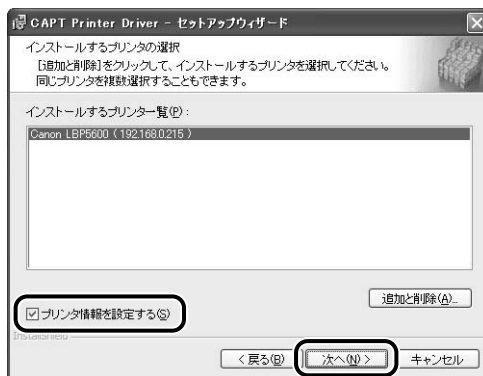 CAPT Printer Driver - セットアップウィザード
インストールするプリンタの選択
[追加と削除]をクリックして、インストールするプリンタを選択してください。
同じプリンタを複数選択することもできます。
インストールするプリンター覧(P):
Canon LBP5600 (192.168.0.215)
追加と削除(A)...
プリンタ情報を設定する(S)
InstallShield
< 戻る(B)
次へ(N) >
キャンセル